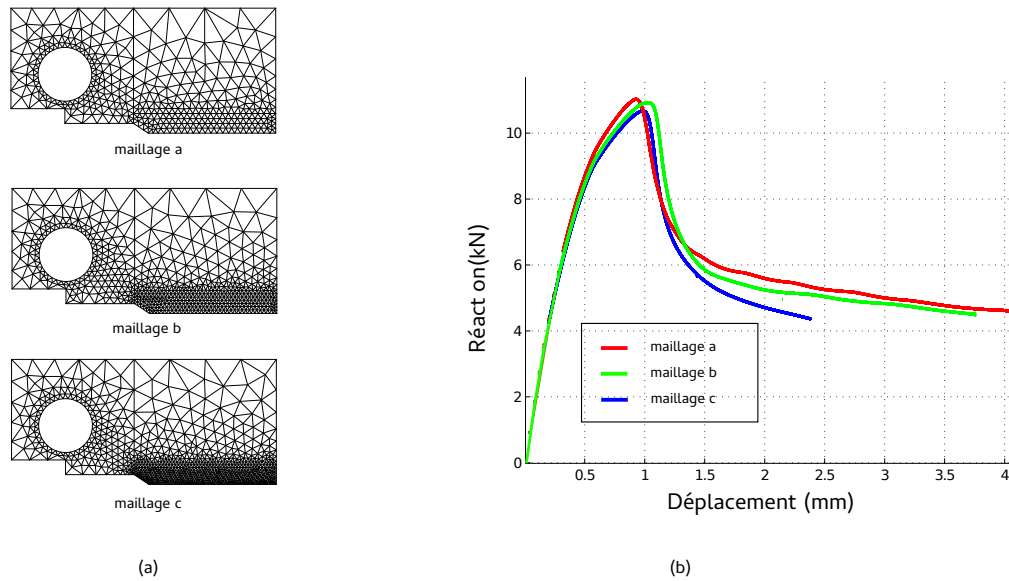 maillage a
maillage b
maillage c
(a)
Réact on(kN)
10
8
6
4
2
0
0.5
1
1.5
2
2.5
3
3.5
4
Déplacement (mm)
maillage a
maillage b
maillage c
(b)